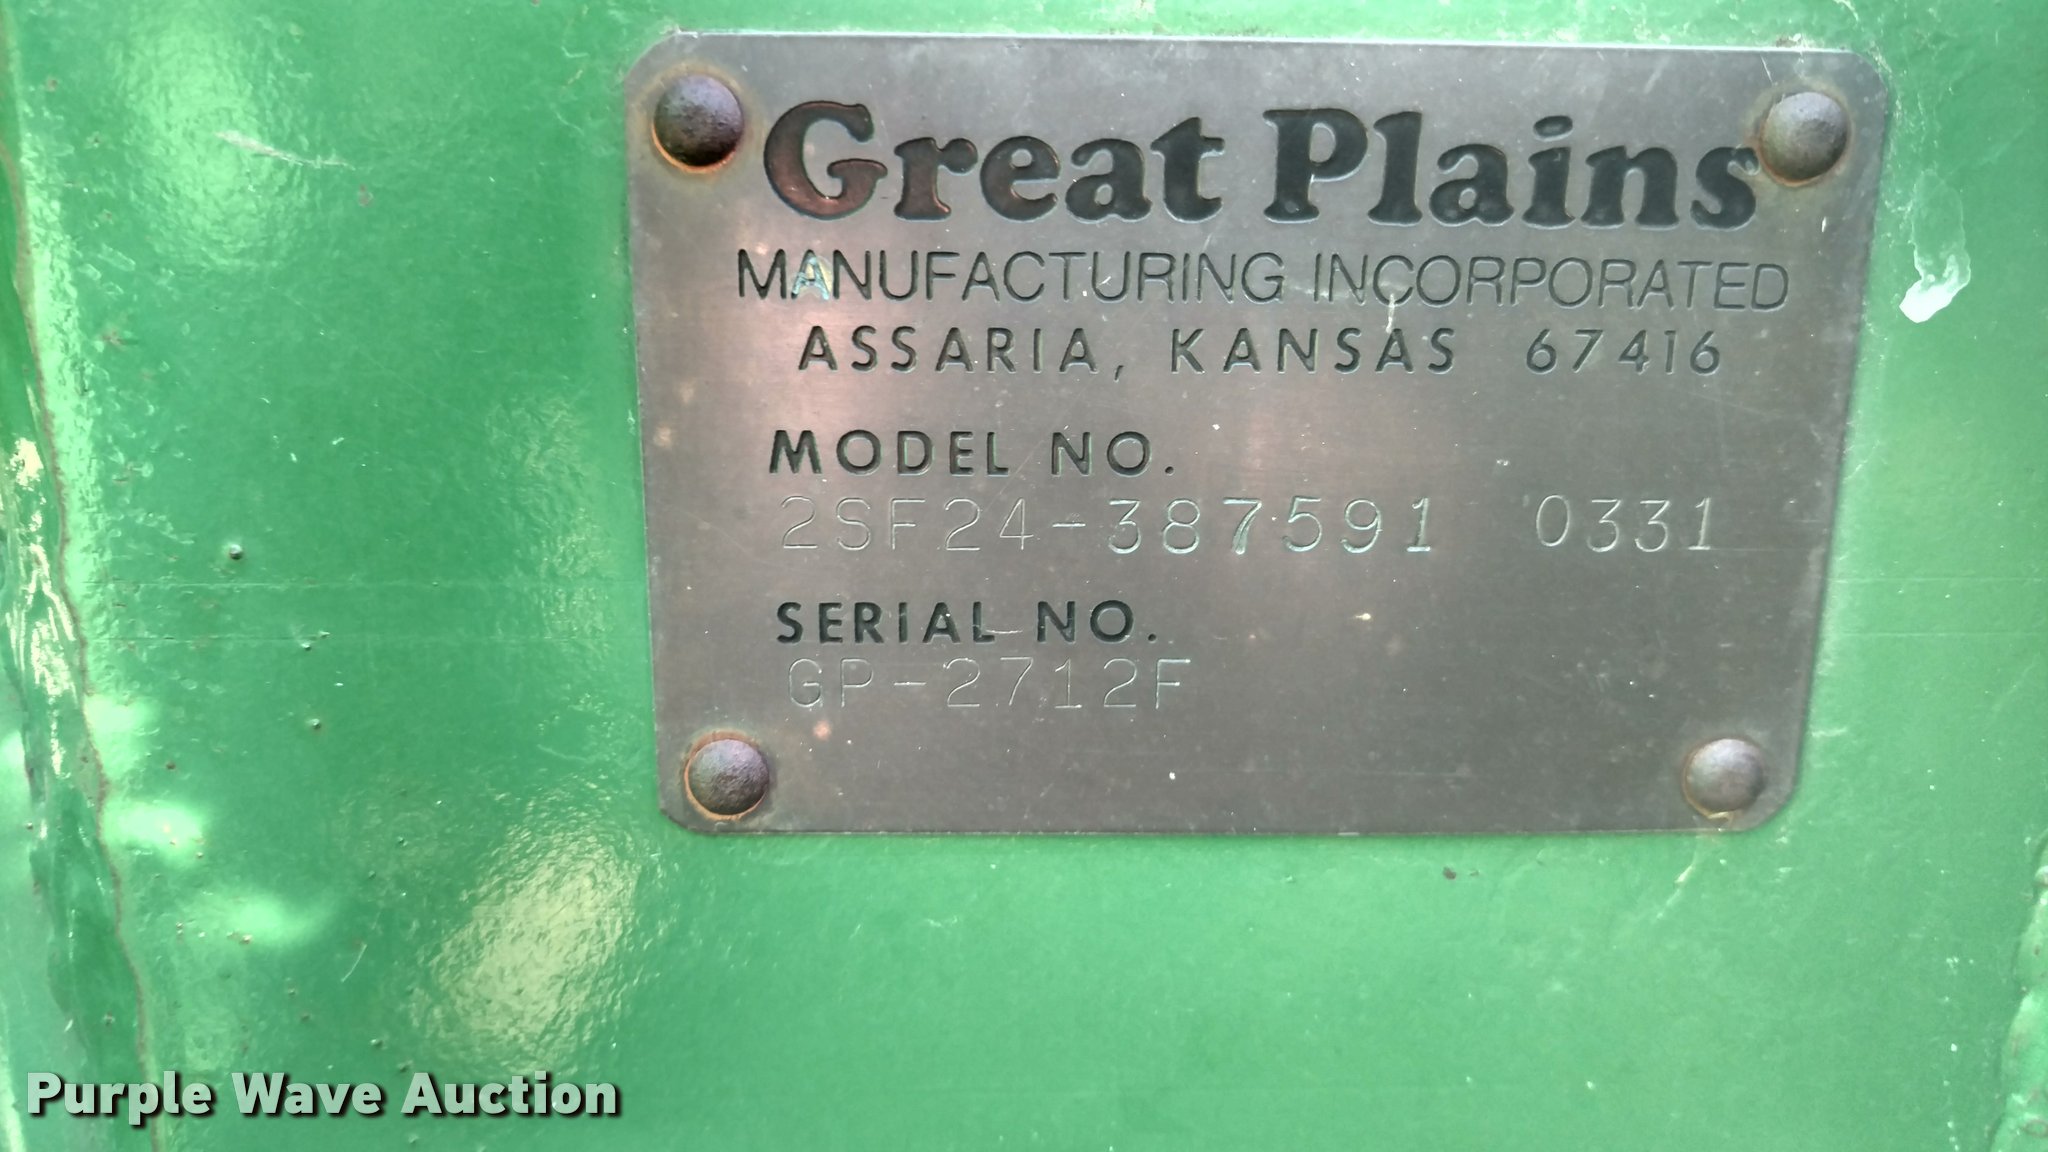 Great Plains
MANUFACTURING INCORPORATED
ASSARIA, KANSAS 67416
MODEL NO.
2SF24-387591 0331
SERIAL NO.
GP-2712F
Purple Wave Auction